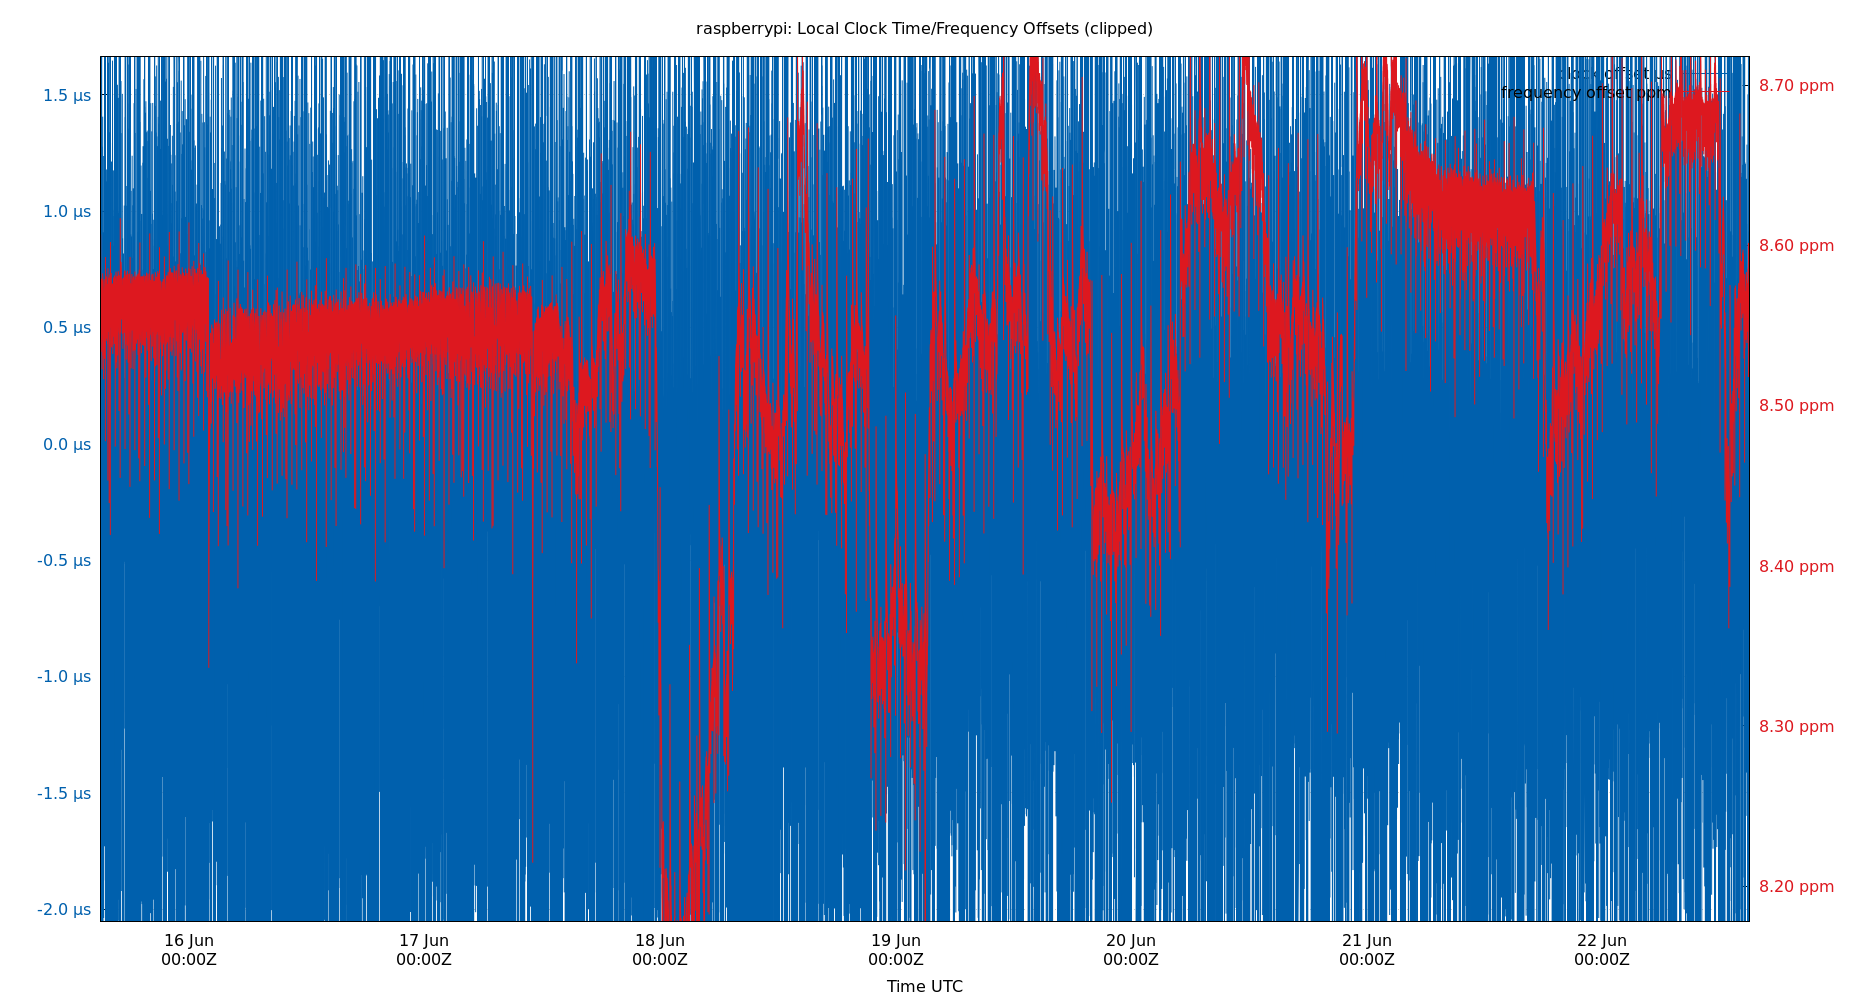 raspberrypi: Local Clock Time/Frequency Offsets (clipped)
clock offset us
frequency offset ppm
1.5 µs
1.0 µs
0.5 µs
0.0 µs
-0.5 µs
-1.0 µs
-1.5 µs
-2.0 µs
8.70 ppm
8.60 ppm
8.50 ppm
8.40 ppm
8.30 ppm
8.20 ppm
16 Jun 17 Jun 18 Jun 19 Jun 20 Jun 21 Jun 22 Jun
00:00Z 00:00Z 00:00Z 00:00Z 00:00Z 00:00Z 00:00Z
Time UTC